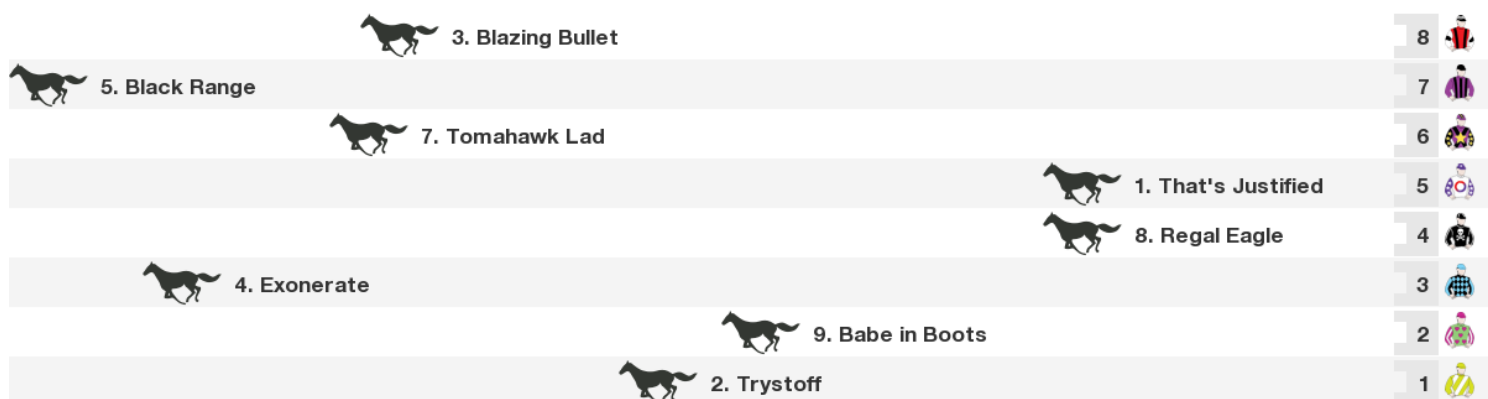 3. Blazing Bullet 8
5. Black Range 7
7. Tomahawk Lad 6
1. That's Justified 5
8. Regal Eagle 4
4. Exonerate 3
9. Babe in Boots 2
2. Trystoff 1